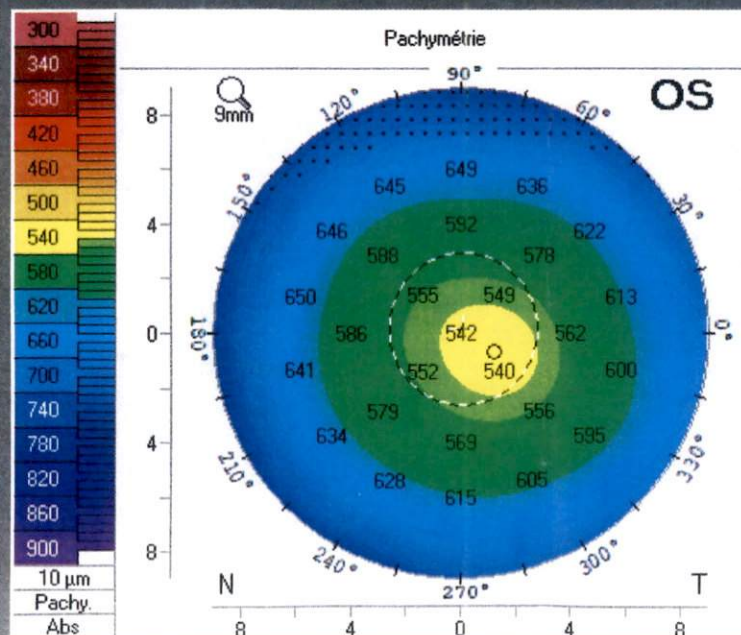 Pachymétrie
300
340
380
420
460
500
540
580
620
660
700
740
780
820
860
900
10 µm
Pachy.
Abs
9mm
OS
90°
120° 60°
150° 30°
180° 0°
210° 330°
240° 300°
270°
8
4
0
4
8
649
645 636
646 592 622
588 578
650 555 549 613
586 542 562
641 552 540 600
579 556
634 569 595
628 605
615
N T
8 4 0 4 8